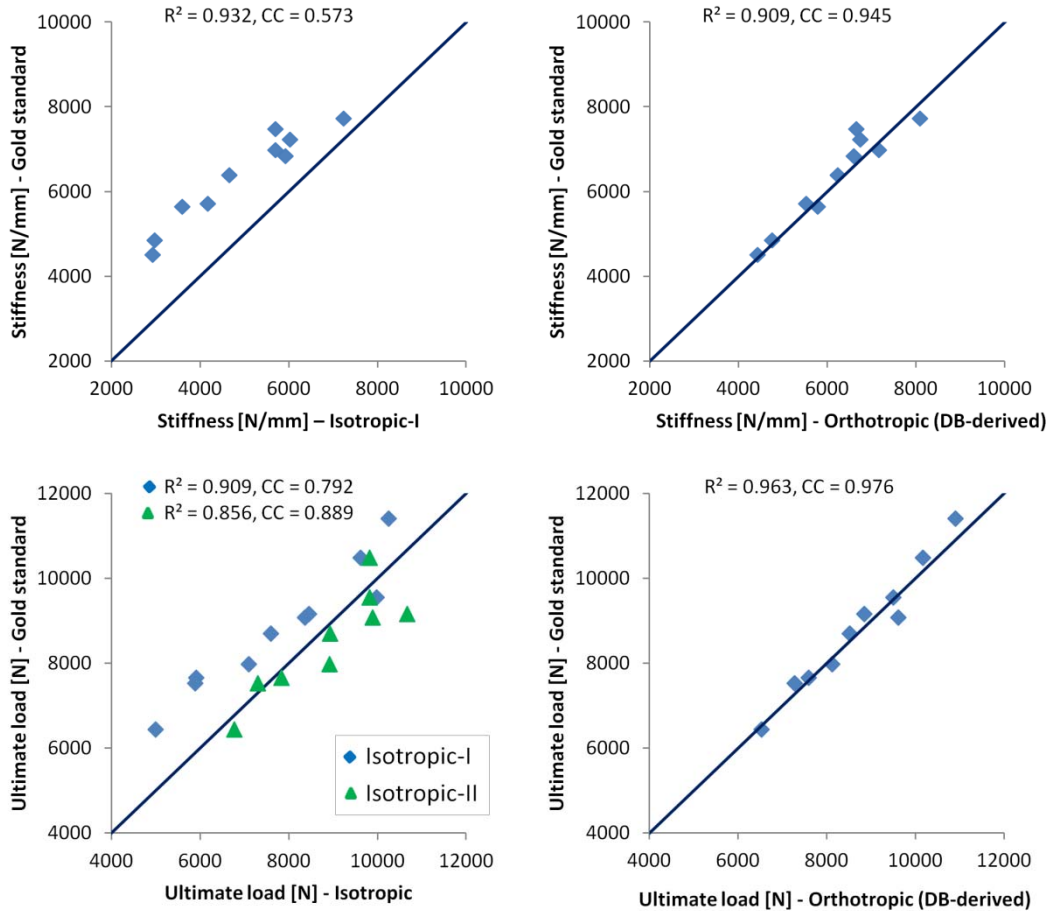 R² = 0.932, CC = 0.573
10000
8000
6000
4000
2000
Stiffness [N/mm] - Gold standard
2000 4000 6000 8000 10000
Stiffness [N/mm] – Isotropic-I
R² = 0.909, CC = 0.945
10000
8000
6000
4000
2000
Stiffness [N/mm] - Gold standard
2000 4000 6000 8000 10000
Stiffness [N/mm] - Orthotropic (DB-derived)
R² = 0.909, CC = 0.792
R² = 0.856, CC = 0.889
12000
10000
8000
6000
4000
Ultimate load [N] - Gold standard
Isotropic-I
Isotropic-II
4000 6000 8000 10000 12000
Ultimate load [N] - Isotropic
R² = 0.963, CC = 0.976
12000
10000
8000
6000
4000
Ultimate load [N] - Gold standard
4000 6000 8000 10000 12000
Ultimate load [N] - Orthotropic (DB-derived)